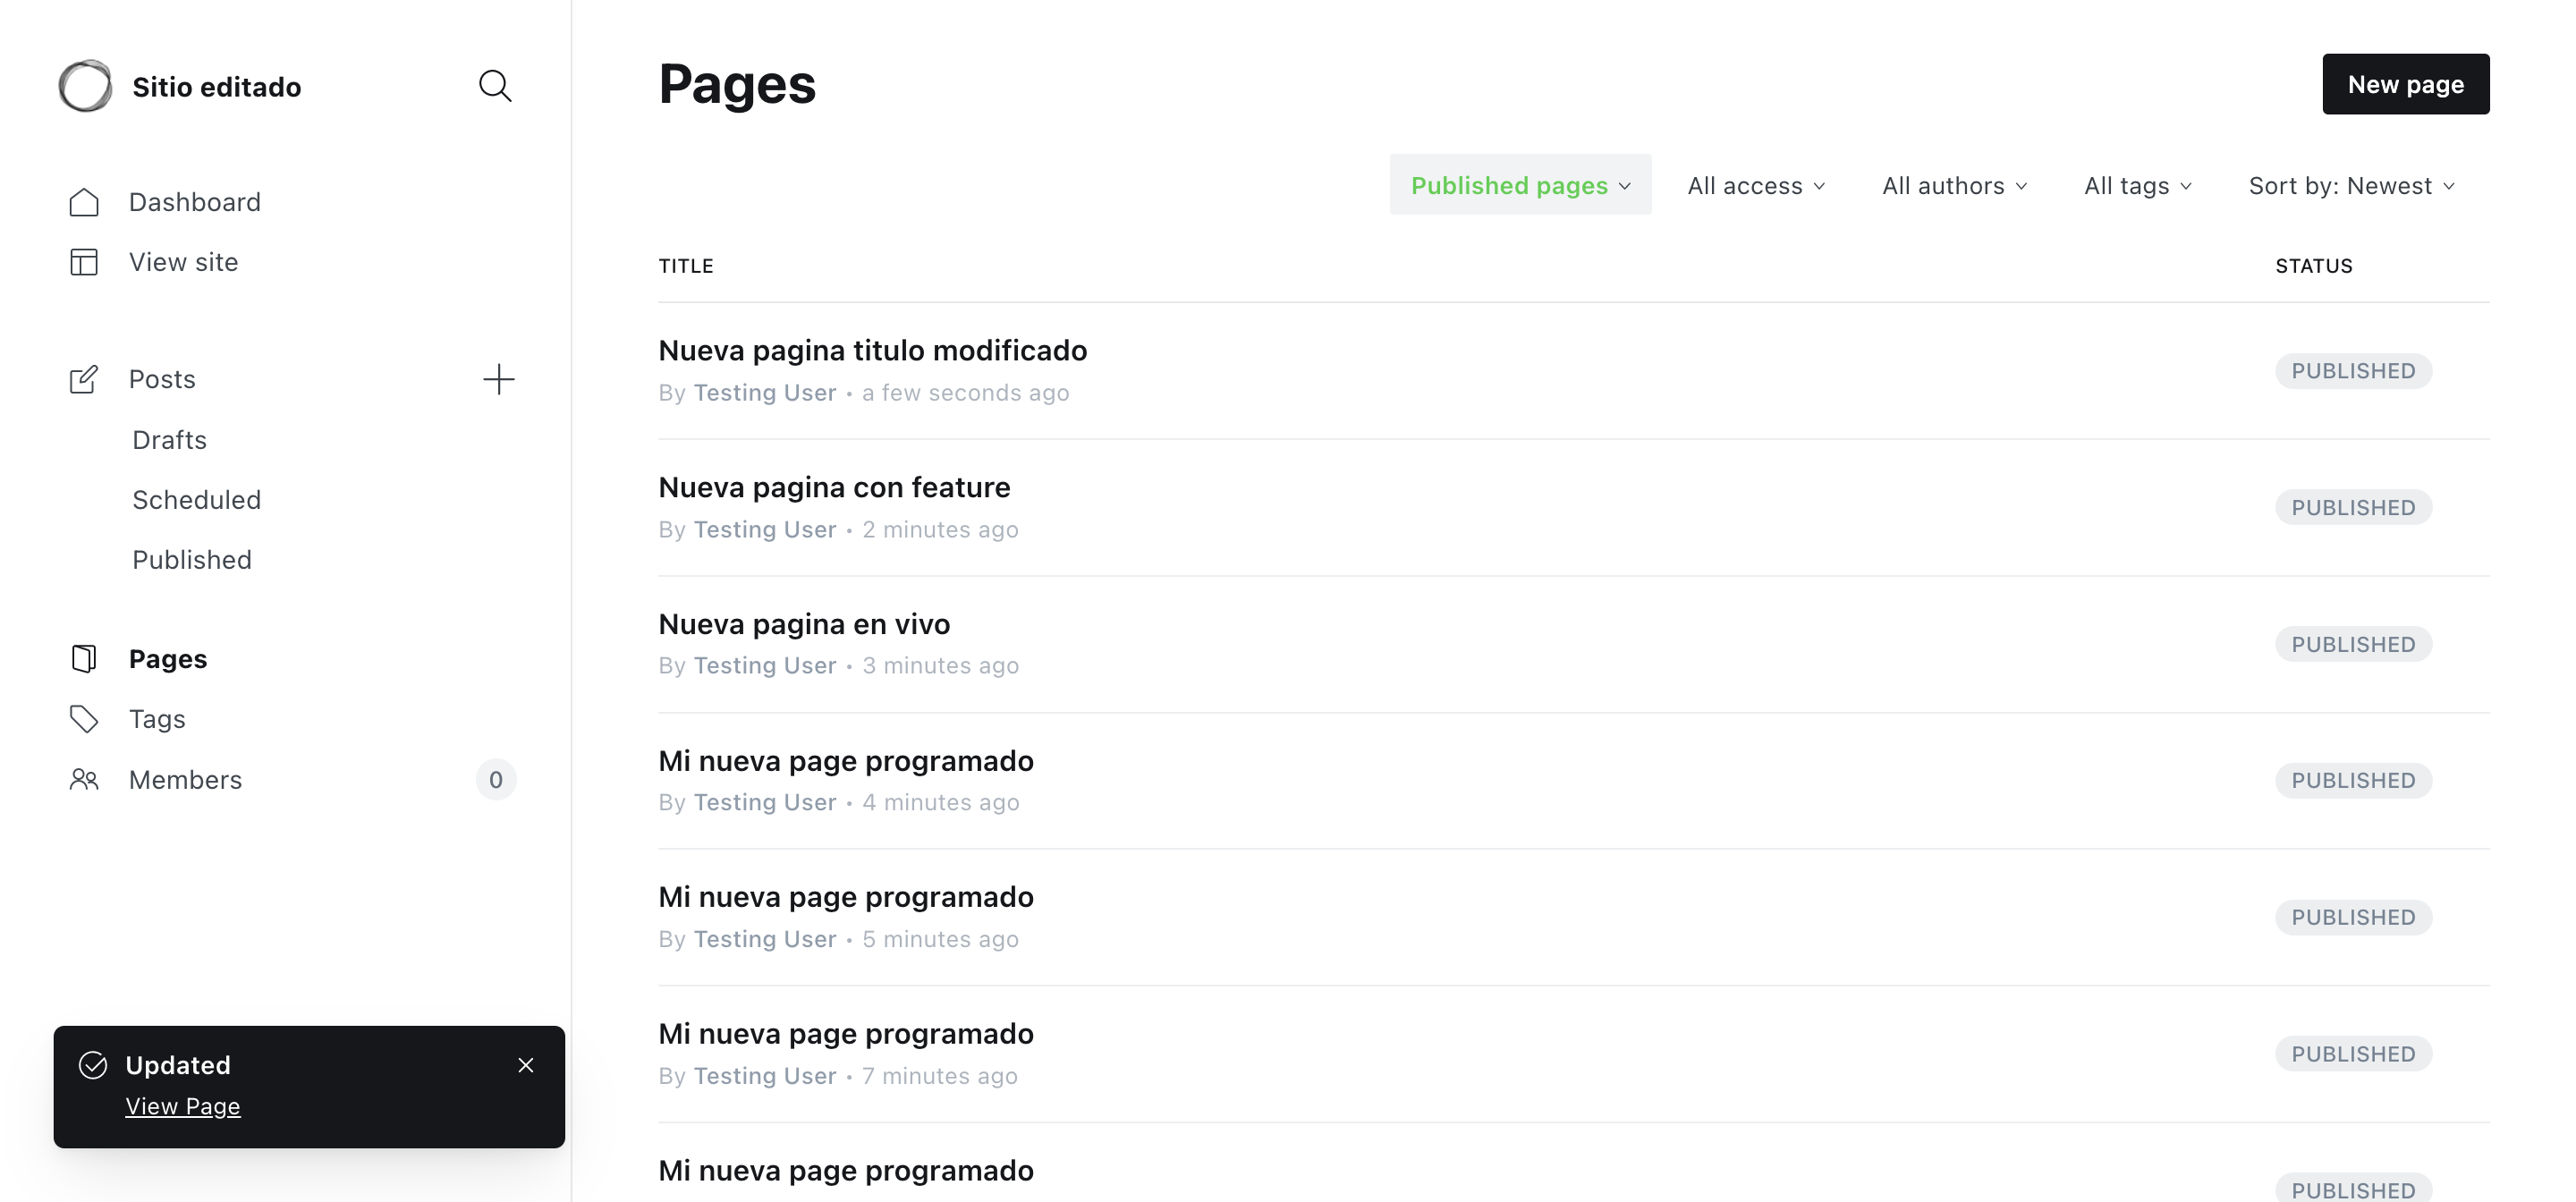 Sitio editado
Dashboard
View site
Posts
Drafts
Scheduled
Published
Pages
Tags
Members 0
Updated
View Page
Pages
New page
Published pages All access All authors All tags Sort by: Newest
TITLE STATUS
Nueva pagina titulo modificado
By Testing User • a few seconds ago
PUBLISHED
Nueva pagina con feature
By Testing User • 2 minutes ago
PUBLISHED
Nueva pagina en vivo
By Testing User • 3 minutes ago
PUBLISHED
Mi nueva page programado
By Testing User • 4 minutes ago
PUBLISHED
Mi nueva page programado
By Testing User • 5 minutes ago
PUBLISHED
Mi nueva page programado
By Testing User • 7 minutes ago
PUBLISHED
Mi nueva page programado
PUBLISHED